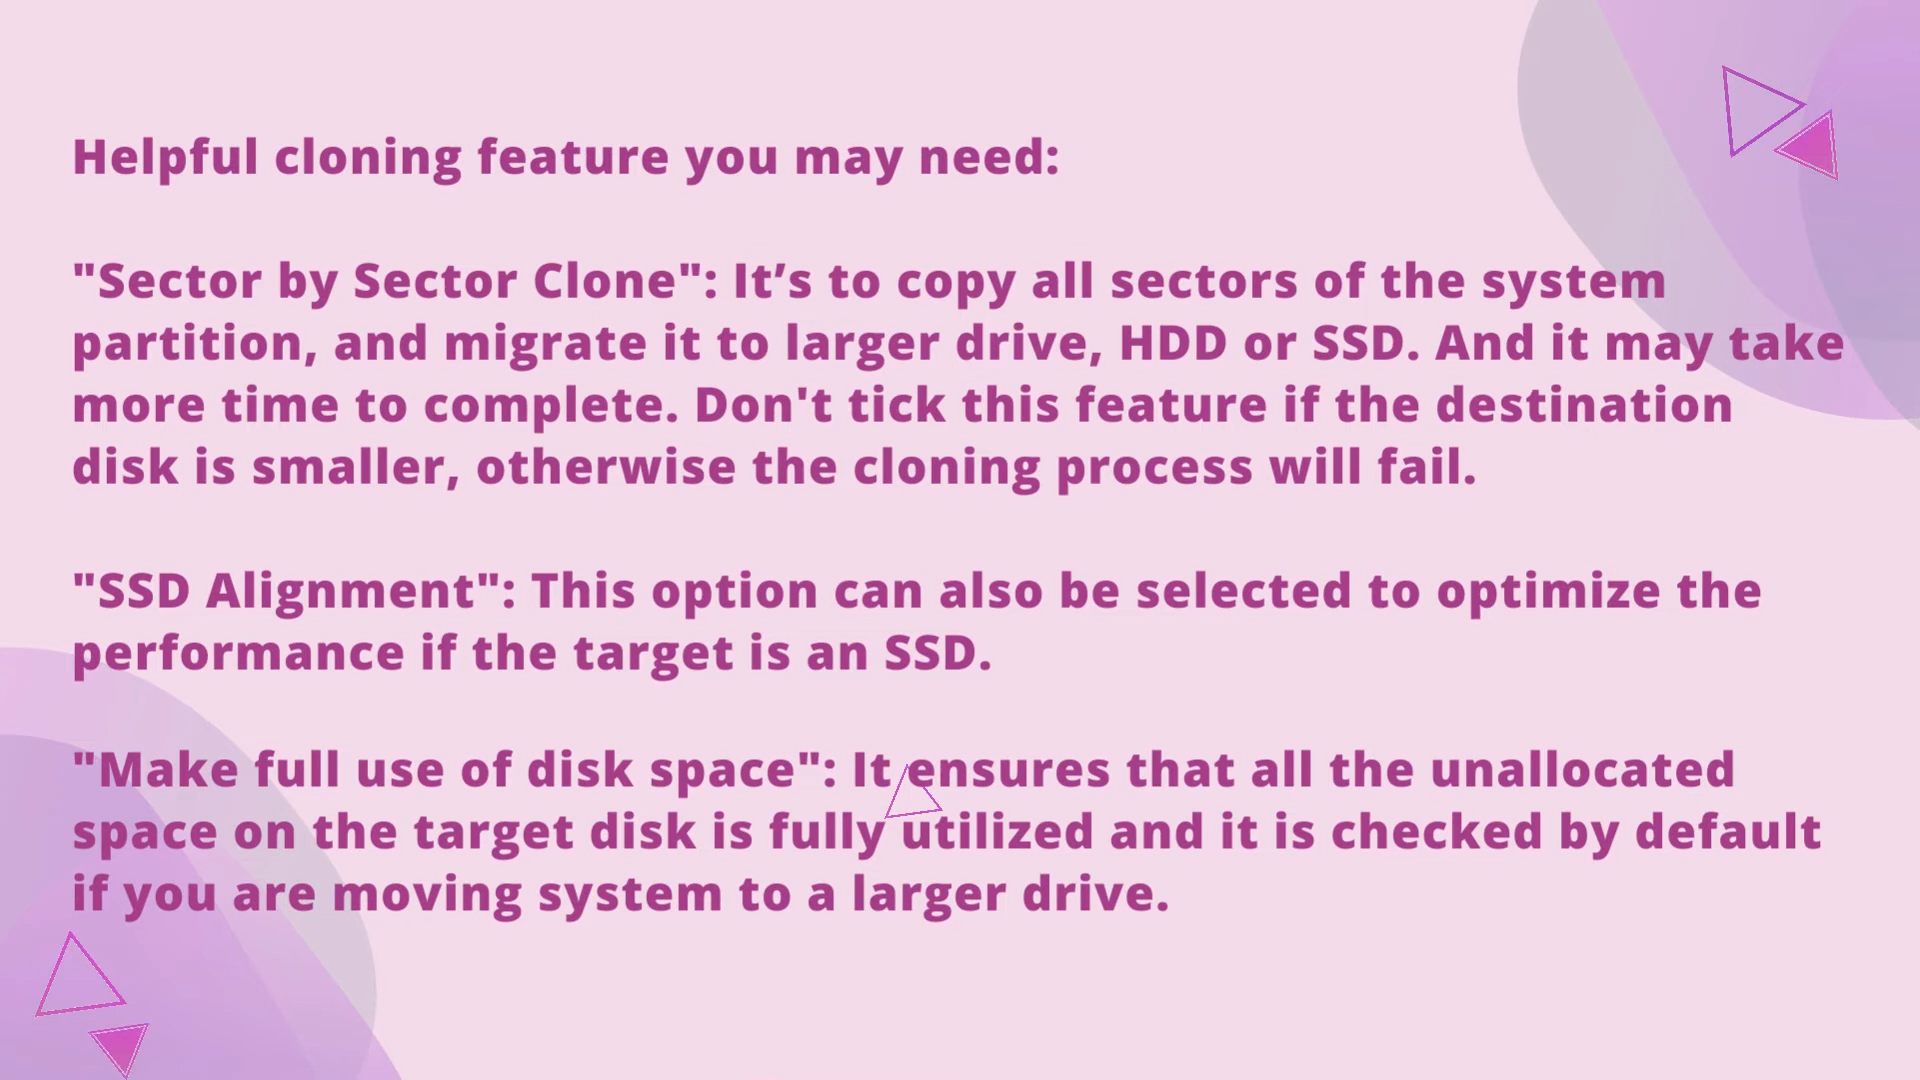 Helpful cloning feature you may need:
"Sector by Sector Clone": It’s to copy all sectors of the system
partition, and migrate it to larger drive, HDD or SSD. And it may take
more time to complete. Don't tick this feature if the destination
disk is smaller, otherwise the cloning process will fail.
"SSD Alignment": This option can also be selected to optimize the
performance if the target is an SSD.
"Make full use of disk space": It ensures that all the unallocated
space on the target disk is fully utilized and it is checked by default
if you are moving system to a larger drive.